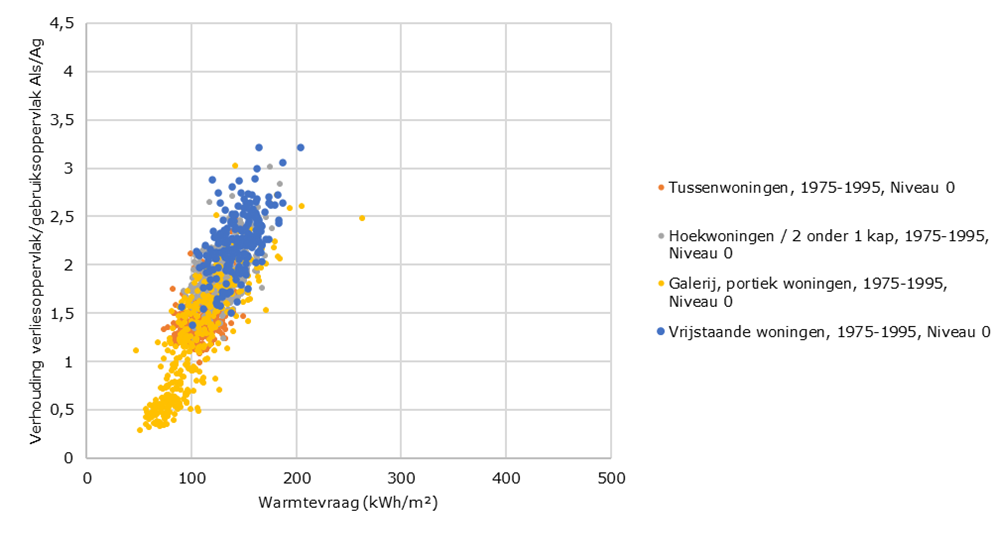 4,5
4
3,5
3
2,5
2
1,5
1
0,5
0
Verhouding verliesoppervlak/gebruiksoppervlak Als/Ag
0 100 200 300 400 500
Warmtevraag (kWh/m²)
Tussenwoningen, 1975-1995, Niveau 0
Hoekwoningen / 2 onder 1 kap, 1975-1995,
Niveau 0
Galerij, portiek woningen, 1975-1995,
Niveau 0
Vrijstaande woningen, 1975-1995, Niveau 0